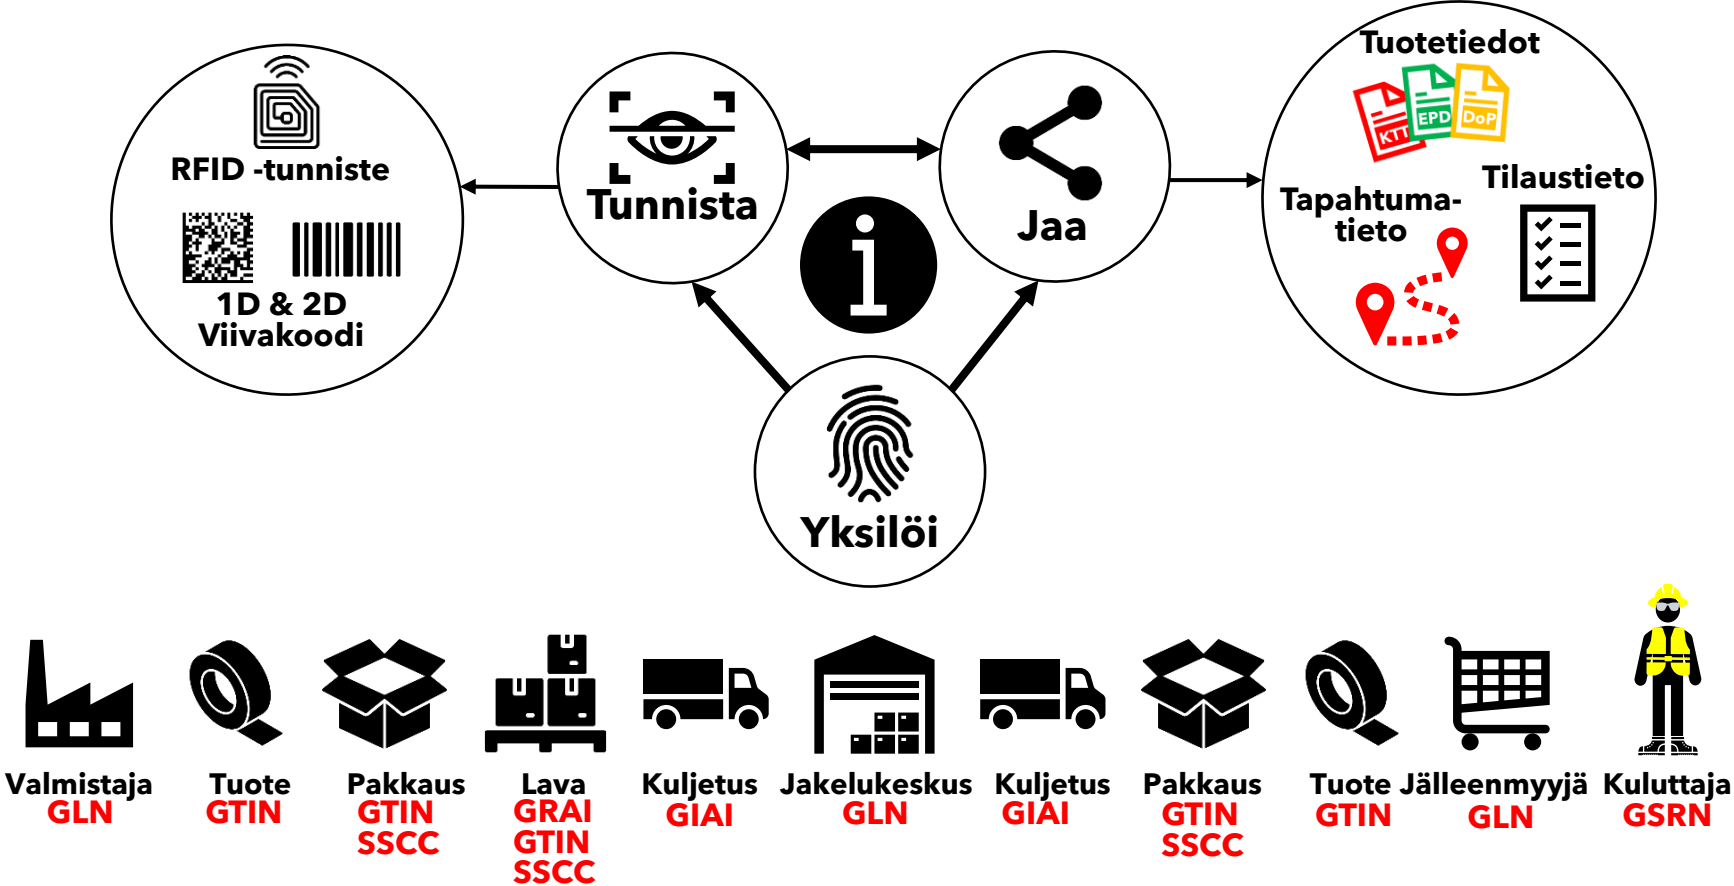 RFID -tunniste
1D & 2D
Viivakoodi
Tunnista
Jaa
Yksilöi
Tuotetiedot
KTT
EPD
DoP
Tilaustieto
Tapahtuma-
tieto
Valmistaja
GLN
Tuote
GTIN
Pakkaus
GTIN
SSCC
Lava
GRAI
GTIN
SSCC
Kuljetus
GIAI
Jakelukeskus
GLN
Kuljetus
GIAI
Pakkaus
GTIN
SSCC
Tuote
GTIN
Jälleenmyyjä
GLN
Kuluttaja
GSRN